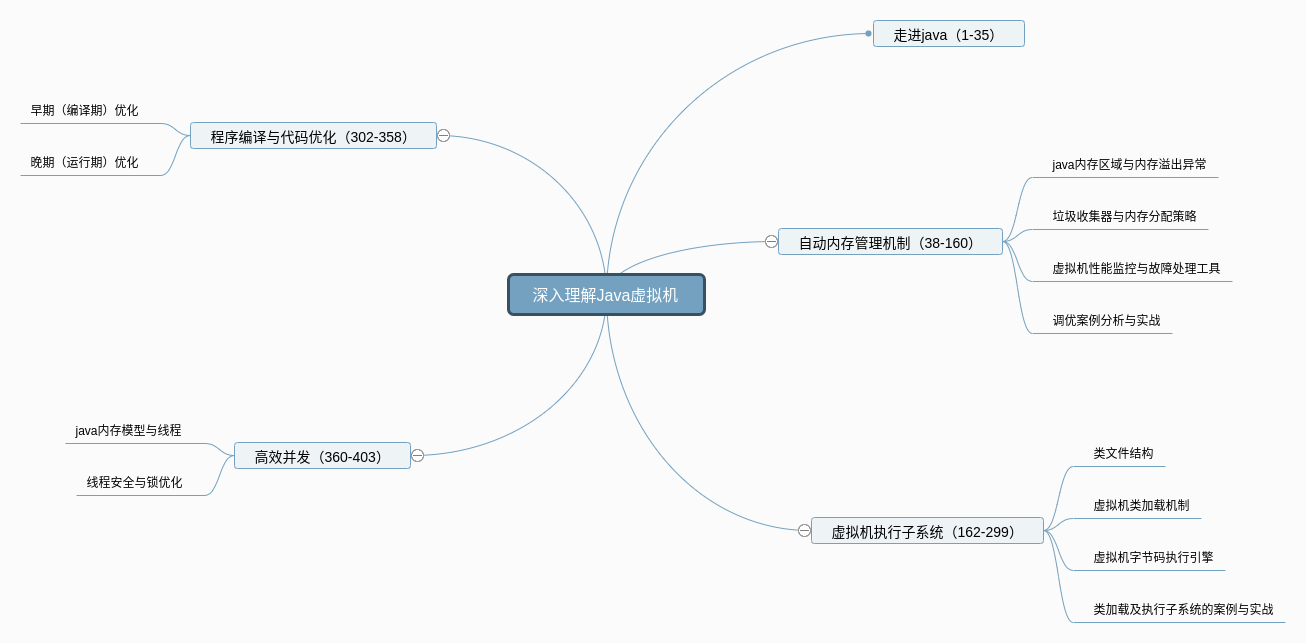 深入理解Java虚拟机
走进java（1-35）
自动内存管理机制（38-160）
java内存区域与内存溢出异常
垃圾收集器与内存分配策略
虚拟机性能监控与故障处理工具
调优案例分析与实战
虚拟机执行子系统（162-299）
类文件结构
虚拟机类加载机制
虚拟机字节码执行引擎
类加载及执行子系统的案例与实战
程序编译与代码优化（302-358）
早期（编译期）优化
晚期（运行期）优化
高效并发（360-403）
java内存模型与线程
线程安全与锁优化